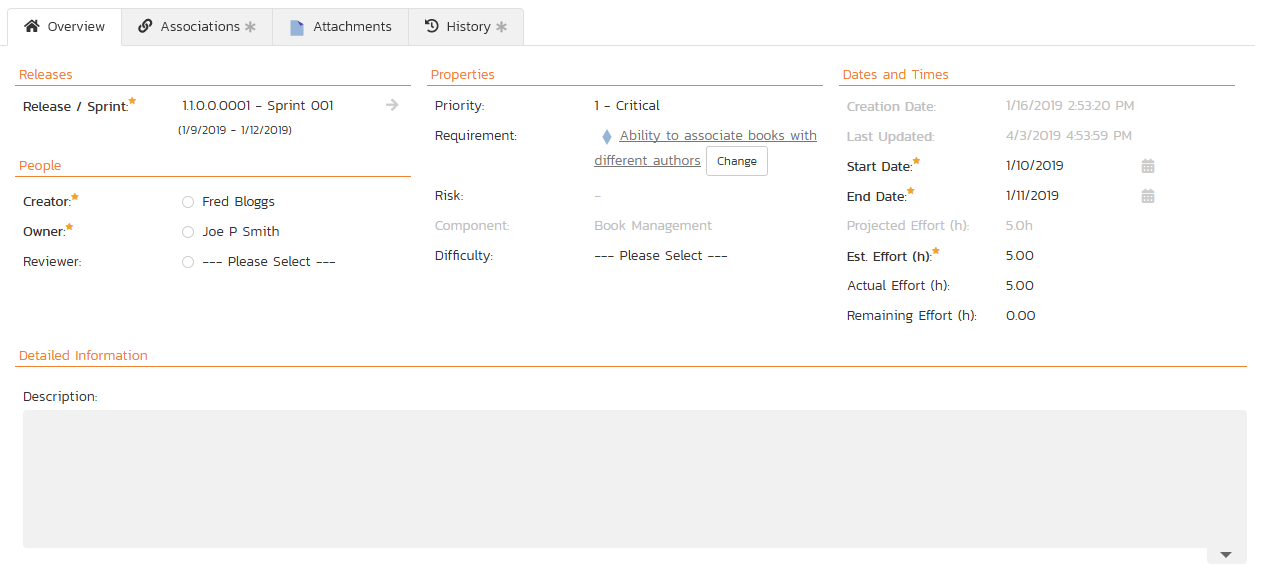 Overview
Associations
Attachments
History
Releases
Release / Sprint:
1.1.0.0.0001 - Sprint 001
(1/9/2019 - 1/12/2019)
People
Creator:
Fred Bloggs
Owner:
Joe P Smith
Reviewer:
--- Please Select ---
Properties
Priority:
1 - Critical
Requirement:
Ability to associate books with
different authors Change
Risk:
-
Component:
Book Management
Difficulty:
--- Please Select ---
Dates and Times
Creation Date:
1/16/2019 2:53:20 PM
Last Updated:
4/3/2019 4:53:59 PM
Start Date:
1/10/2019
End Date:
1/11/2019
Projected Effort (h):
5.0h
Est. Effort (h):
5.00
Actual Effort (h):
5.00
Remaining Effort (h):
0.00
Detailed Information
Description: